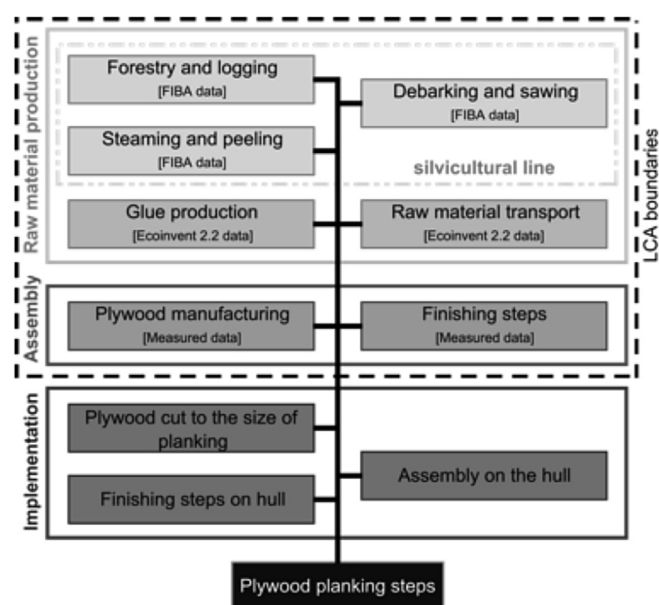 Raw material production
Forestry and logging
[FIBA data]
Debarking and sawing
[FIBA data]
Steaming and peeling
[FIBA data]
silvicultural line
Glue production
[Ecoinvent 2.2 data]
Raw material transport
[Ecoinvent 2.2 data]
LCA boundaries
Assembly
Plywood manufacturing
[Measured data]
Finishing steps
[Measured data]
Implementation
Plywood cut to the size of
planking
Assembly on the hull
Finishing steps on hull
Plywood planking steps